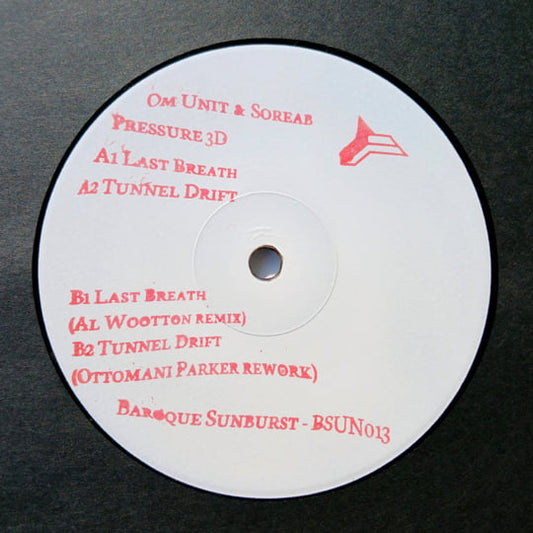 Om Unit & Soreab
Pressure 3D
A1 Last Breath
A2 Tunnel Drift
B1 Last Breath
(Al Wootton remix)
B2 Tunnel Drift
(Ottomani Parker rework)
Baroque Sunburst - BSUN013